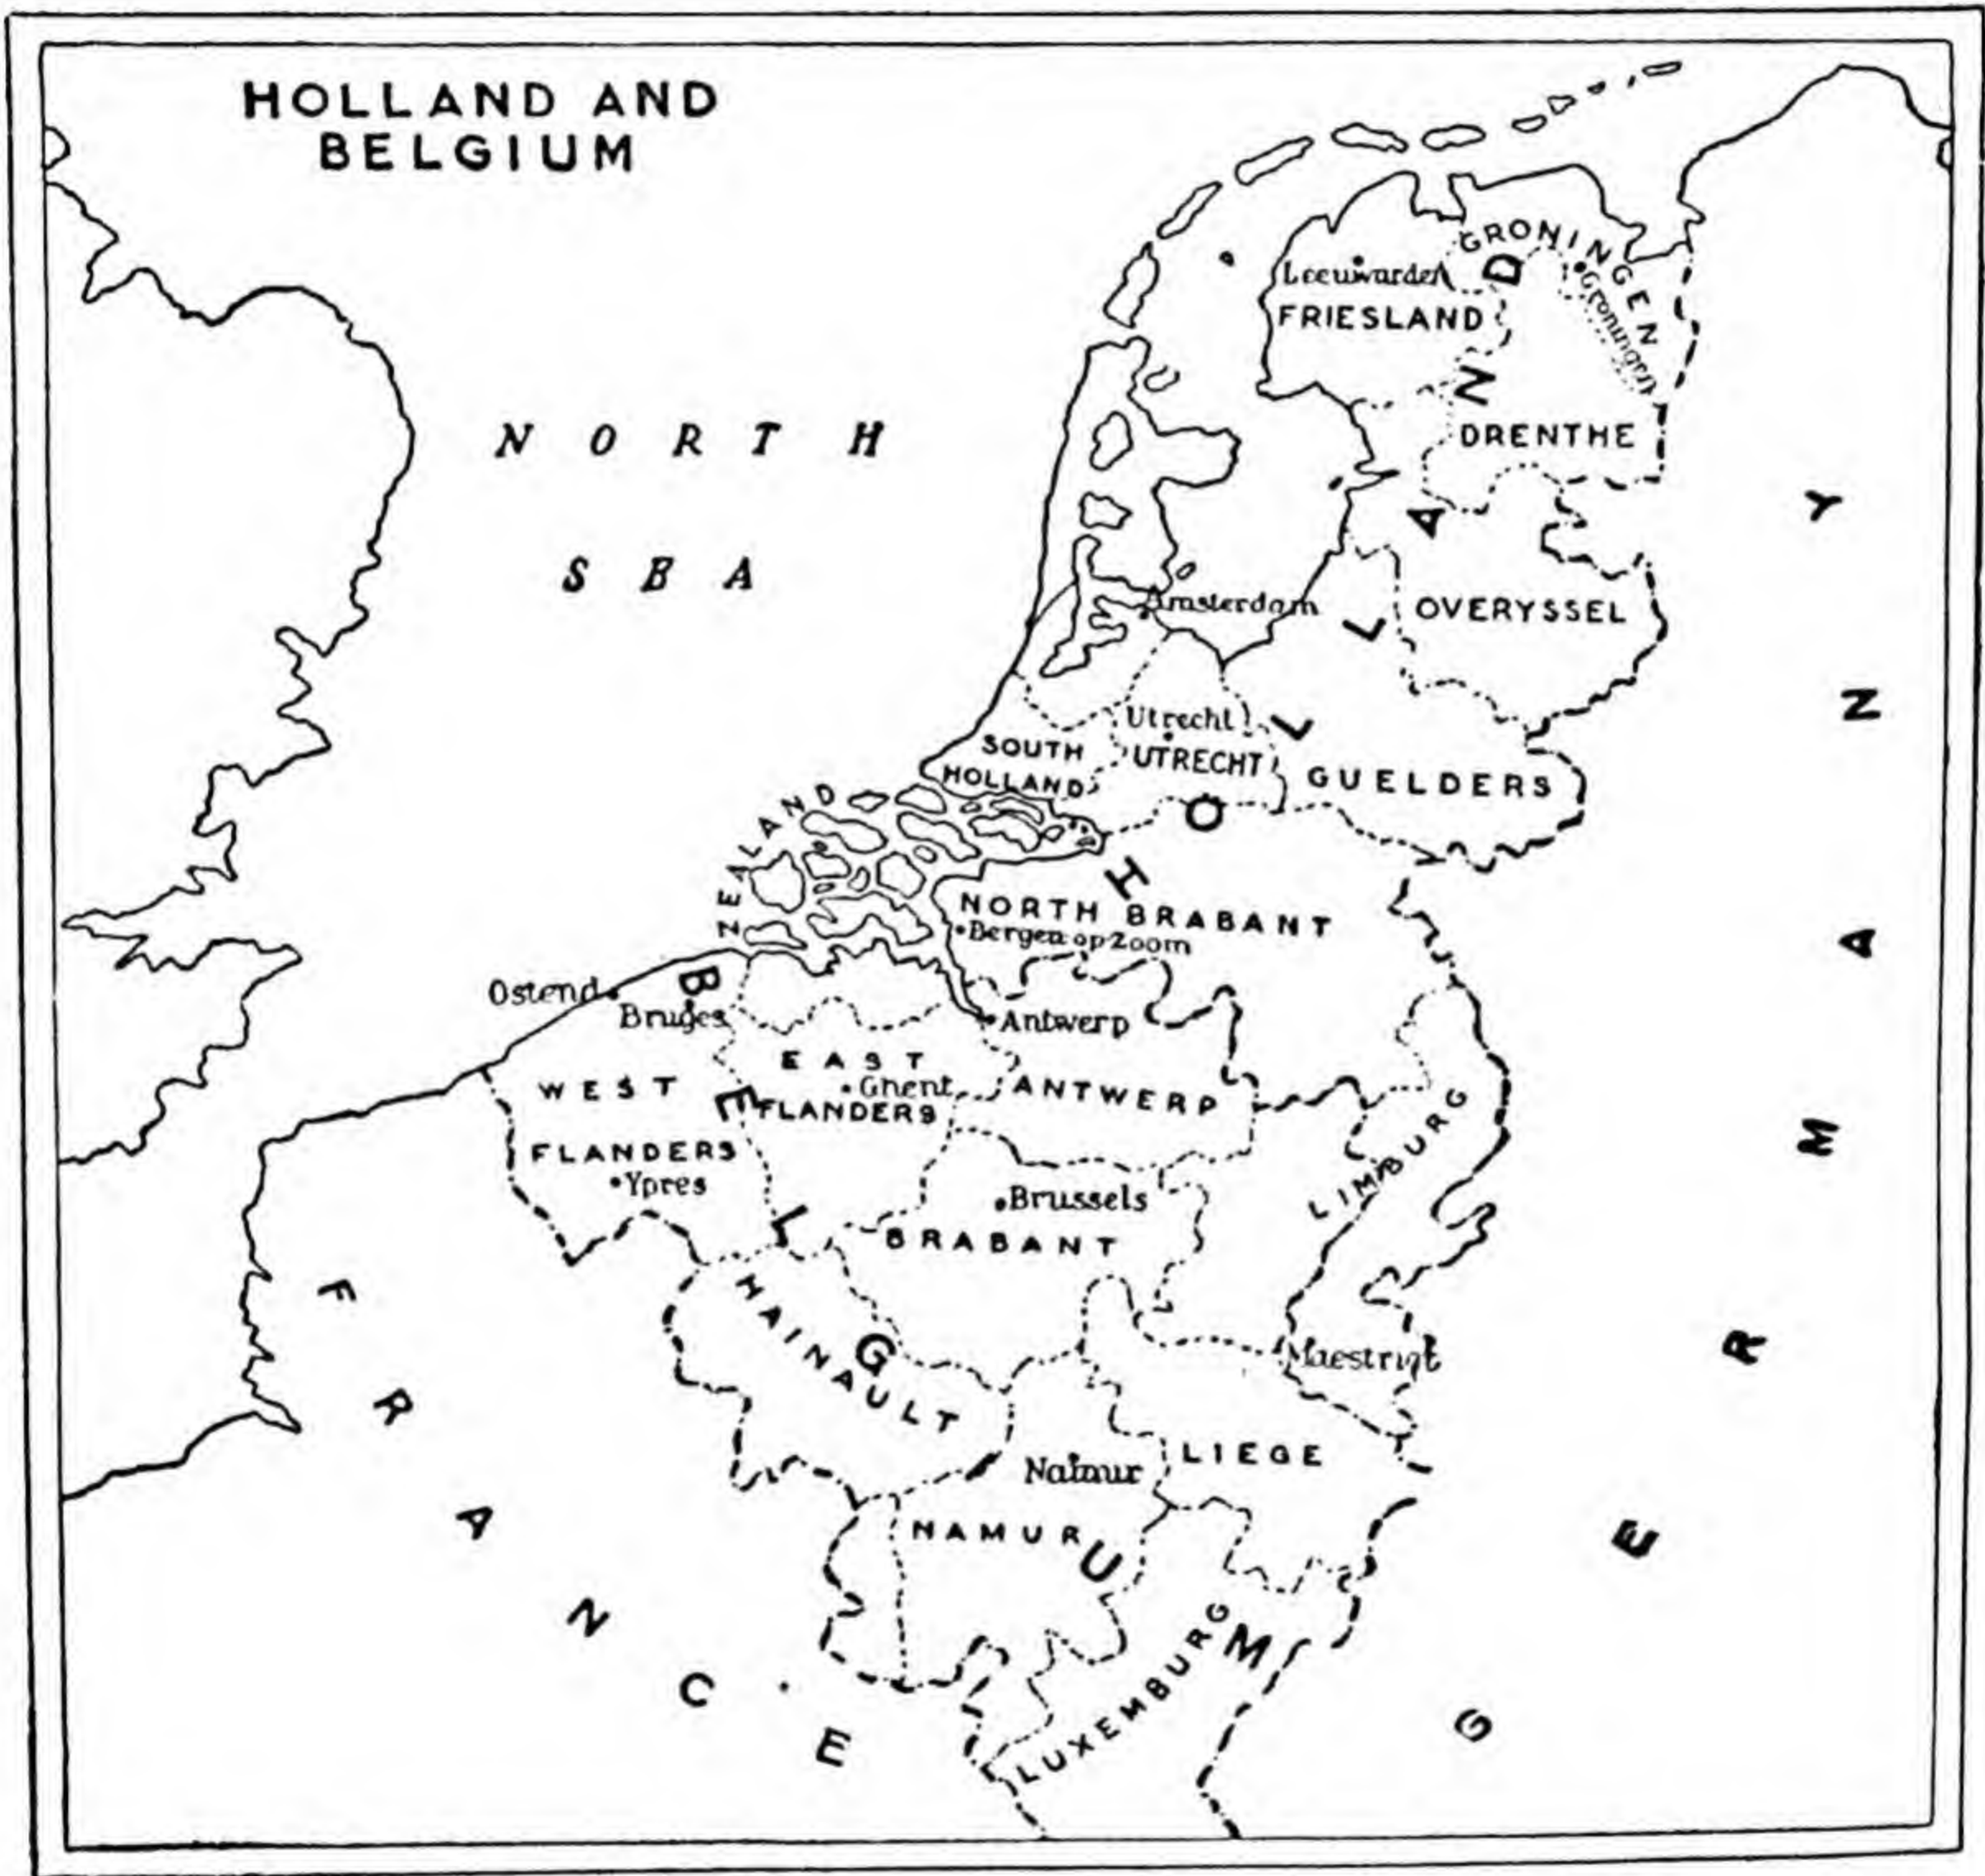 HOLLAND AND
BELGIUM
NORTH
SEA
GRONINGEN
Groningen
Leeuwarden
FRIESLAND
DRENTHE
HOLLAND
OVERYSSEL
Amsterdam
Utrecht
UTRECHT
SOUTH
HOLLAND
GUELDERS
ZEALAND
NORTH BRABANT
Bergen op Zoom
Ostend
Bruges
Antwerp
EAST
Ghent
FLANDERS
ANTWERP
WEST
FLANDERS
Ypres
LIMBURG
Brussels
BRABANT
BELGIUM
HAINAULT
Maestrigt
LIEGE
Namur
NAMUR
LUXEMBURG
FRANCE
GERMANY